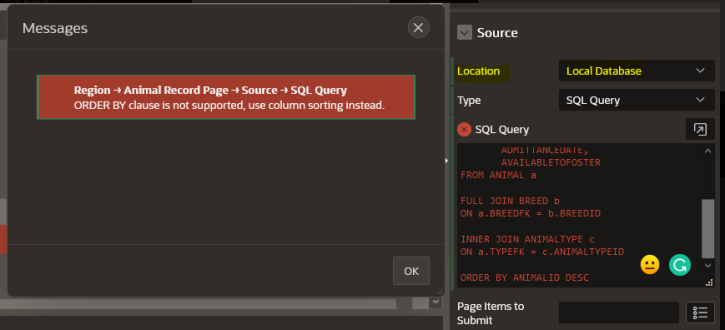 Messages
Region → Animal Record Page → Source → SQL Query
ORDER BY clause is not supported, use column sorting instead.
OK
Source
Location
Local Database
Type
SQL Query
SQL Query
ADMITTANCEDATE,
AVAILABLETOFOSTER
FROM ANIMAL a
FULL JOIN BREED b
ON a.BREEDFK = b.BREEDID
INNER JOIN ANIMALTYPE c
ON a.TYPEFK = c.ANIMALTYPEID
ORDER BY ANIMALID DESC
Page Items to
Submit